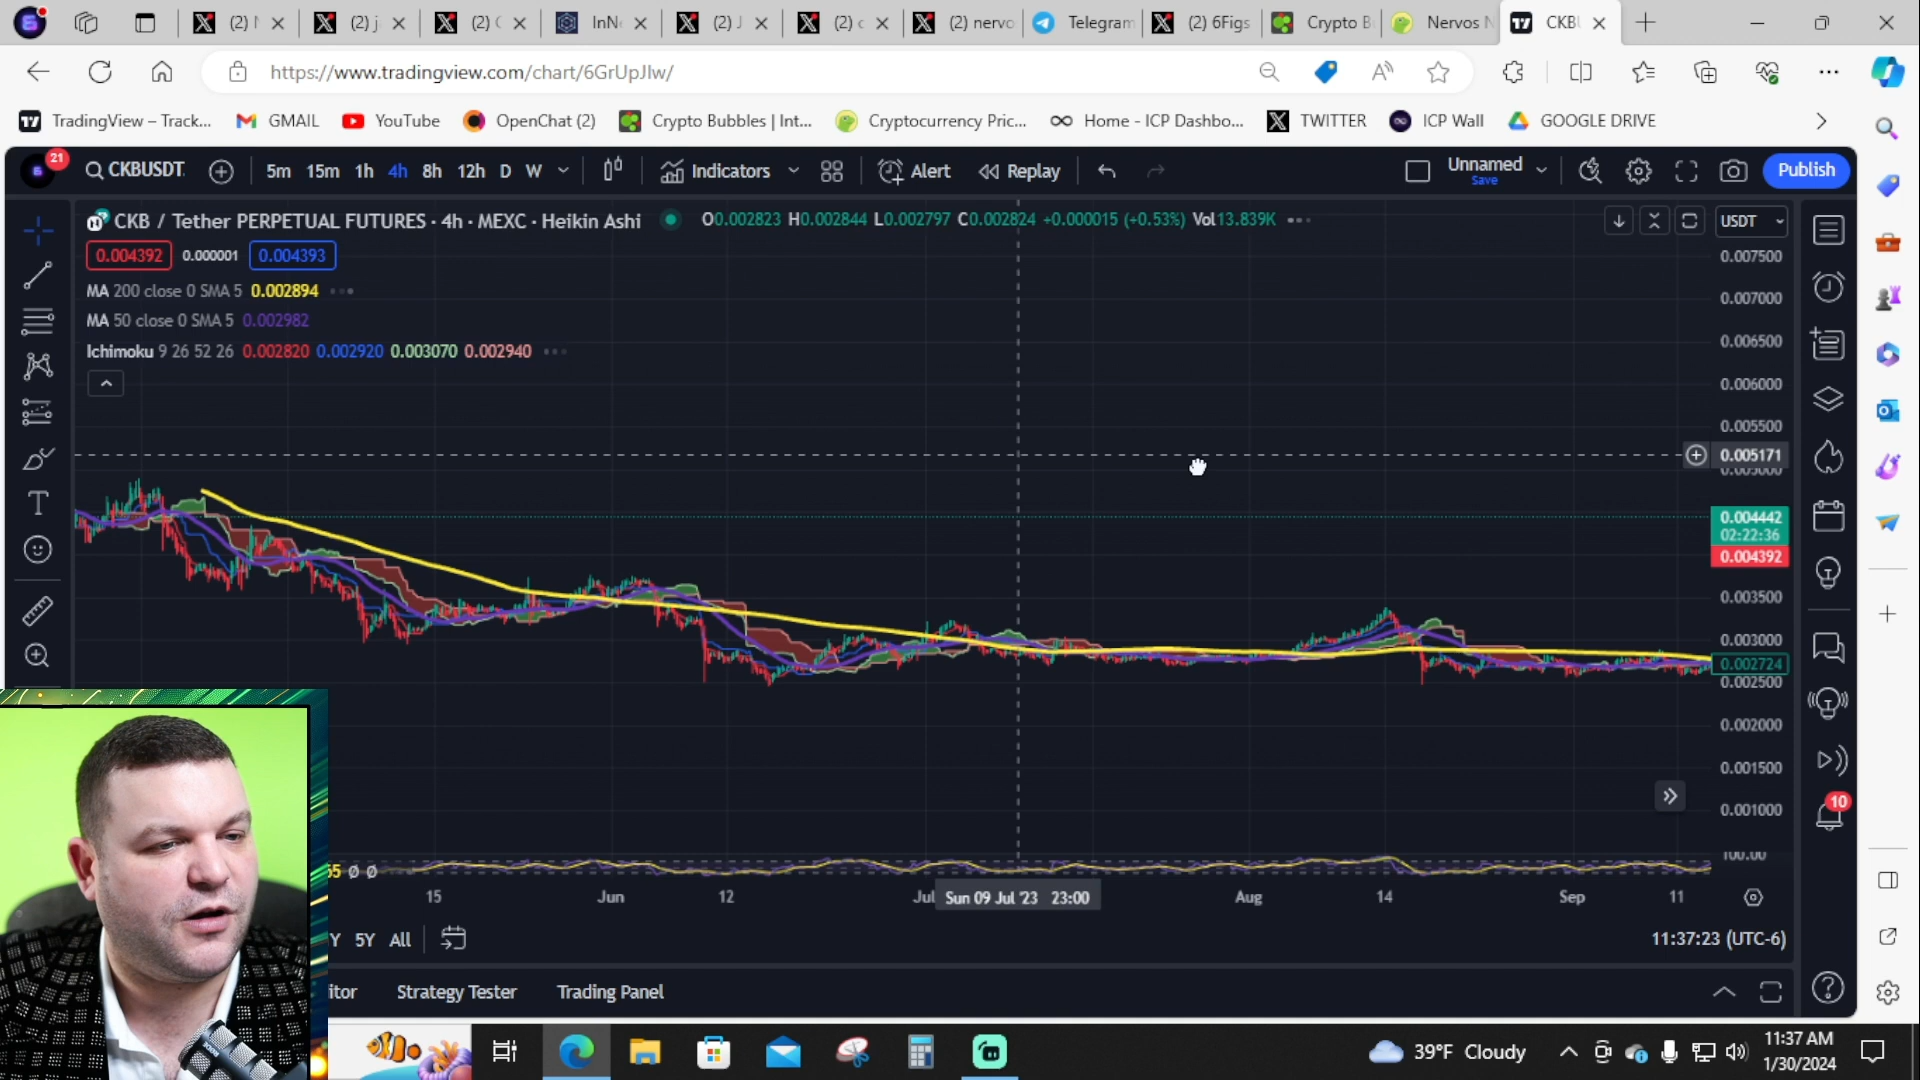 (2) N
(2) j
(2)
InN
(2) J
(2) c
(2) nervo
Telegram
(2) 6Figs
Crypto B
Nervos N
CKBU
https://www.tradingview.com/chart/6GrUpJlw/
TradingView – Track...
GMAIL
YouTube
OpenChat (2)
Crypto Bubbles | Int...
Cryptocurrency Pric...
Home - ICP Dashbo...
TWITTER
ICP Wall
GOOGLE DRIVE
21
CKBUSDT.
5m 15m 1h 4h 8h 12h D W
Indicators
Alert
Replay
Unnamed
Save
Publish
CKB / Tether PERPETUAL FUTURES · 4h · MEXC · Heikin Ashi
O0.002823 H0.002844 L0.002797 C0.002824 +0.000015 (+0.53%) Vol13.839K
USDT
0.004392 0.000001 0.004393
MA 200 close 0 SMA 5 0.002894
MA 50 close 0 SMA 5 0.002982
Ichimoku 9 26 52 26 0.002820 0.002920 0.003070 0.002940
0.007500
0.007000
0.006500
0.006000
0.005500
0.005171
0.005000
0.004442
02:22:36
0.004392
0.003500
0.003000
0.002724
0.002500
0.002000
0.001500
0.001000
100.00
10
15
Jun
12
Jul
Sun 09 Jul '23 23:00
Aug
14
Sep
11
Y 5Y All
11:37:23 (UTC-6)
itor
Strategy Tester
Trading Panel
39°F Cloudy
11:37 AM
1/30/2024